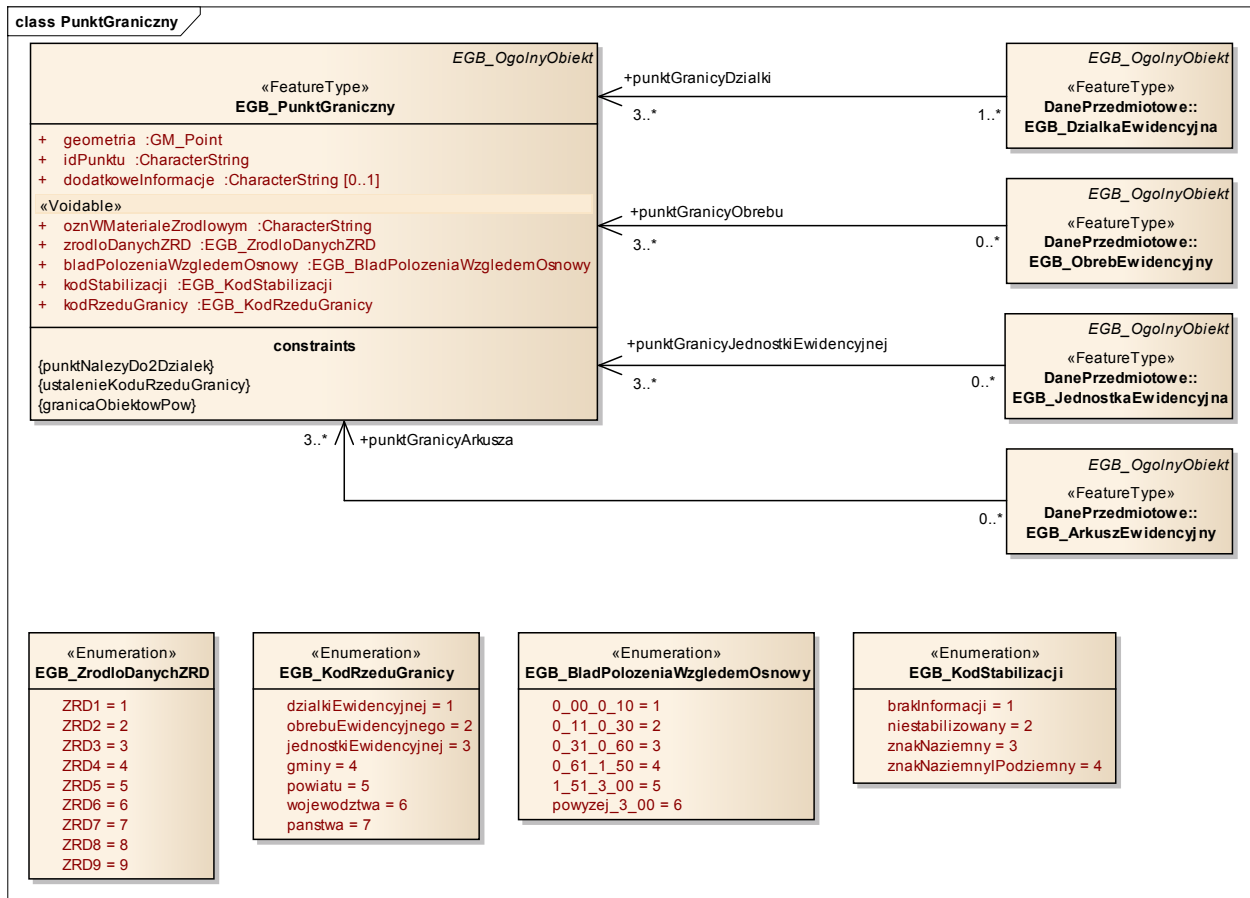 class PunktGraniczny
EGB_OgolnyObiekt
«FeatureType»
EGB_PunktGraniczny
+ geometria :GM_Point
+ idPunktu :CharacterString
+ dodatkoweInformacje :CharacterString [0..1]
«Voidable»
+ oznWMaterialeZrodlowym :CharacterString
+ zrodloDanychZRD :EGB_ZrodloDanychZRD
+ bladPolozeniaWzgledemOsnowy :EGB_BladPolozeniaWzgledemOsnowy
+ kodStabilizacji :EGB_KodStabilizacji
+ kodRzeduGranicy :EGB_KodRzeduGranicy
constraints
{punktNalezyDo2Dzialek}
{ustalenieKoduRzeduGranicy}
{granicaObiektowPow}
+punktGranicyDzialki
3..*
1..*
EGB_OgolnyObiekt
«FeatureType»
DanePrzedmiotowe::
EGB_DzialkaEwidencyjna
+punktGranicyObrebu
3..*
0..*
EGB_OgolnyObiekt
«FeatureType»
DanePrzedmiotowe::
EGB_ObrebEwidencyjny
+punktGranicyJednostkiEwidencyjnej
3..*
0..*
EGB_OgolnyObiekt
«FeatureType»
DanePrzedmiotowe::
EGB_JednostkaEwidencyjna
3..*
+punktGranicyArkusza
0..*
EGB_OgolnyObiekt
«FeatureType»
DanePrzedmiotowe::
EGB_ArkuszEwidencyjny
«Enumeration»
EGB_ZrodloDanychZRD
ZRD1 = 1
ZRD2 = 2
ZRD3 = 3
ZRD4 = 4
ZRD5 = 5
ZRD6 = 6
ZRD7 = 7
ZRD8 = 8
ZRD9 = 9
«Enumeration»
EGB_KodRzeduGranicy
dzialkiEwidencyjnej = 1
obrebuEwidencyjnego = 2
jednostkiEwidencyjnej = 3
gminy = 4
powiatu = 5
wojewodztwa = 6
panstwa = 7
«Enumeration»
EGB_BladPolozeniaWzgledemOsnowy
0_00_0_10 = 1
0_11_0_30 = 2
0_31_0_60 = 3
0_61_1_50 = 4
1_51_3_00 = 5
powyzej_3_00 = 6
«Enumeration»
EGB_KodStabilizacji
brakInformacji = 1
niestabilizowany = 2
znakNaziemny = 3
znakNaziemnyIPodziemny = 4